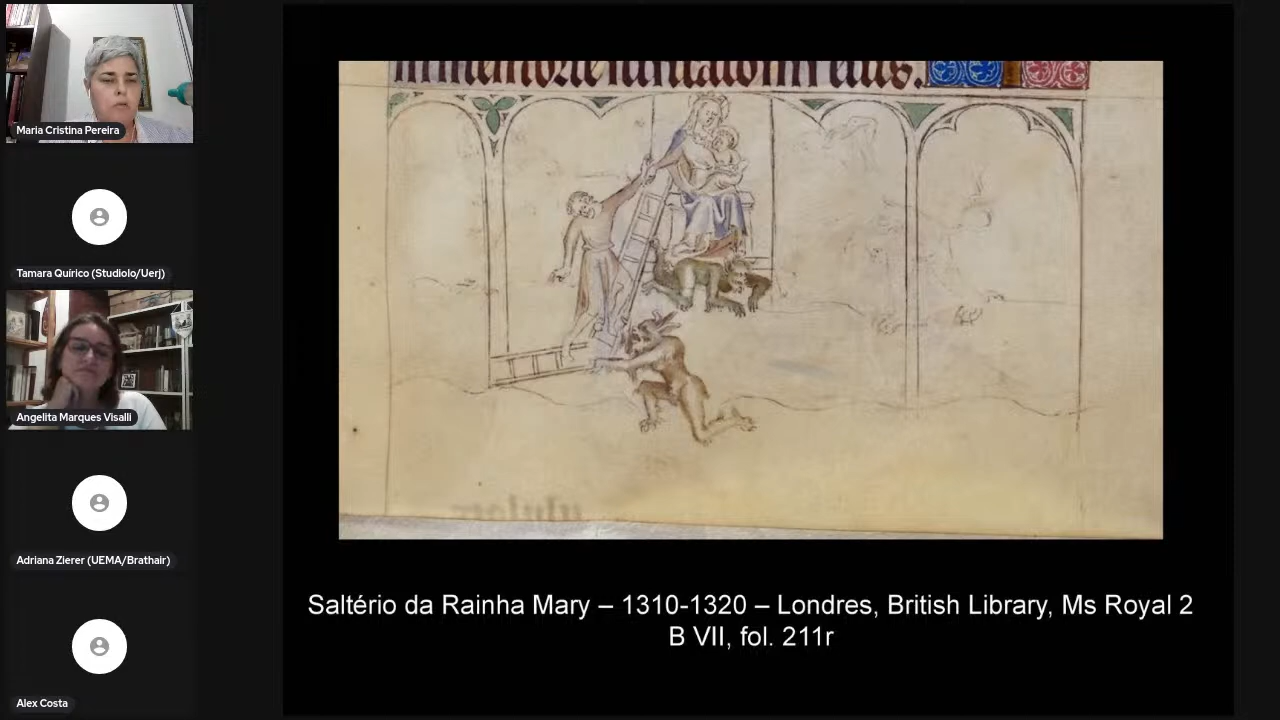 Maria Cristina Pereira
Tamara Quírico (Studiolo/Uerj)
Angelita Marques Visalli
Adriana Zierer (UEMA/Brathair)
Alex Costa
Saltério da Rainha Mary – 1310-1320 – Londres, British Library, Ms Royal 2
B VII, fol. 211r